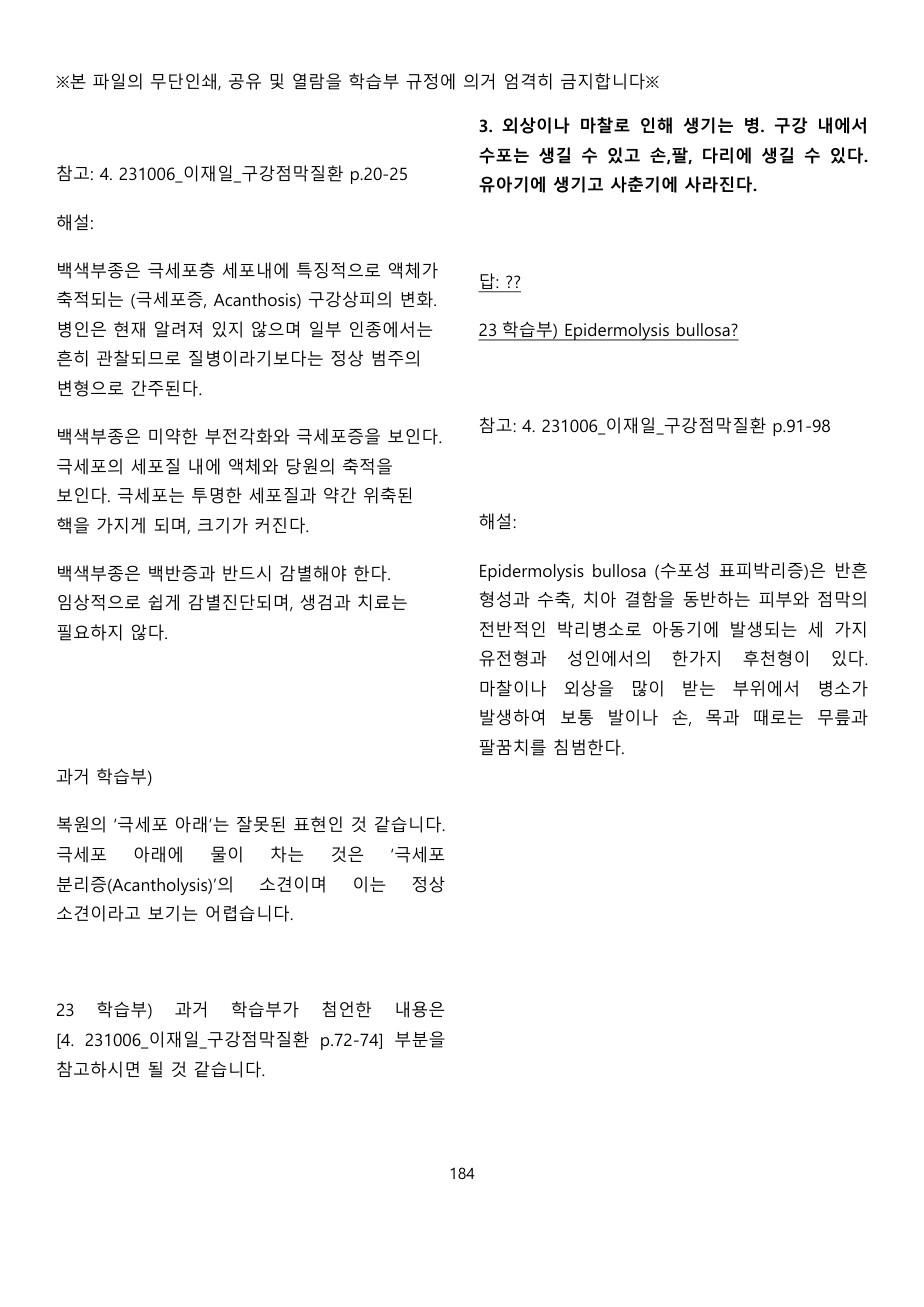 ※본 파일의 무단인쇄, 공유 및 열람을 학습부 규정에 의거 엄격히 금지합니다※
참고: 4. 231006_이재일_구강점막질환 p.20-25
해설:
백색부종은 극세포층 세포내에 특징적으로 액체가
축적되는 (극세포증, Acanthosis) 구강상피의 변화.
병인은 현재 알려져 있지 않으며 일부 인종에서는
흔히 관찰되므로 질병이라기보다는 정상 범주의
변형으로 간주된다.
백색부종은 미약한 부전각화와 극세포증을 보인다.
극세포의 세포질 내에 액체와 당원의 축적을
보인다. 극세포는 투명한 세포질과 약간 위축된
핵을 가지게 되며, 크기가 커진다.
백색부종은 백반증과 반드시 감별해야 한다.
임상적으로 쉽게 감별진단되며, 생검과 치료는
필요하지 않다.
과거 학습부)
복원의 ‘극세포 아래’는 잘못된 표현인 것 같습니다.
극세포 아래에 물이 차는 것은 ‘극세포
분리증(Acantholysis)’의 소견이며 이는 정상
소견이라고 보기는 어렵습니다.
23 학습부) 과거 학습부가 첨언한 내용은
[4. 231006_이재일_구강점막질환 p.72-74] 부분을
참고하시면 될 것 같습니다.
3. 외상이나 마찰로 인해 생기는 병. 구강 내에서
수포는 생길 수 있고 손,팔, 다리에 생길 수 있다.
유아기에 생기고 사춘기에 사라진다.
답: ??
23 학습부) Epidermolysis bullosa?
참고: 4. 231006_이재일_구강점막질환 p.91-98
해설:
Epidermolysis bullosa (수포성 표피박리증)은 반흔
형성과 수축, 치아 결함을 동반하는 피부와 점막의
전반적인 박리병소로 아동기에 발생되는 세 가지
유전형과 성인에서의 한가지 후천형이 있다.
마찰이나 외상을 많이 받는 부위에서 병소가
발생하여 보통 발이나 손, 목과 때로는 무릎과
팔꿈치를 침범한다.
184